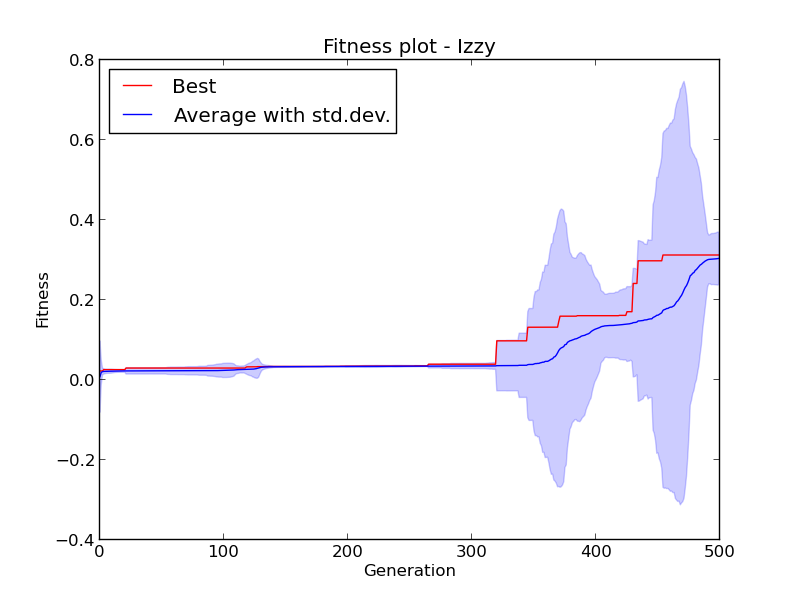 Fitness plot - Izzy
Best
Average with std.dev.
0.8
0.6
0.4
0.2
0.0
−0.2
−0.4
Fitness
0 100 200 300 400 500
Generation